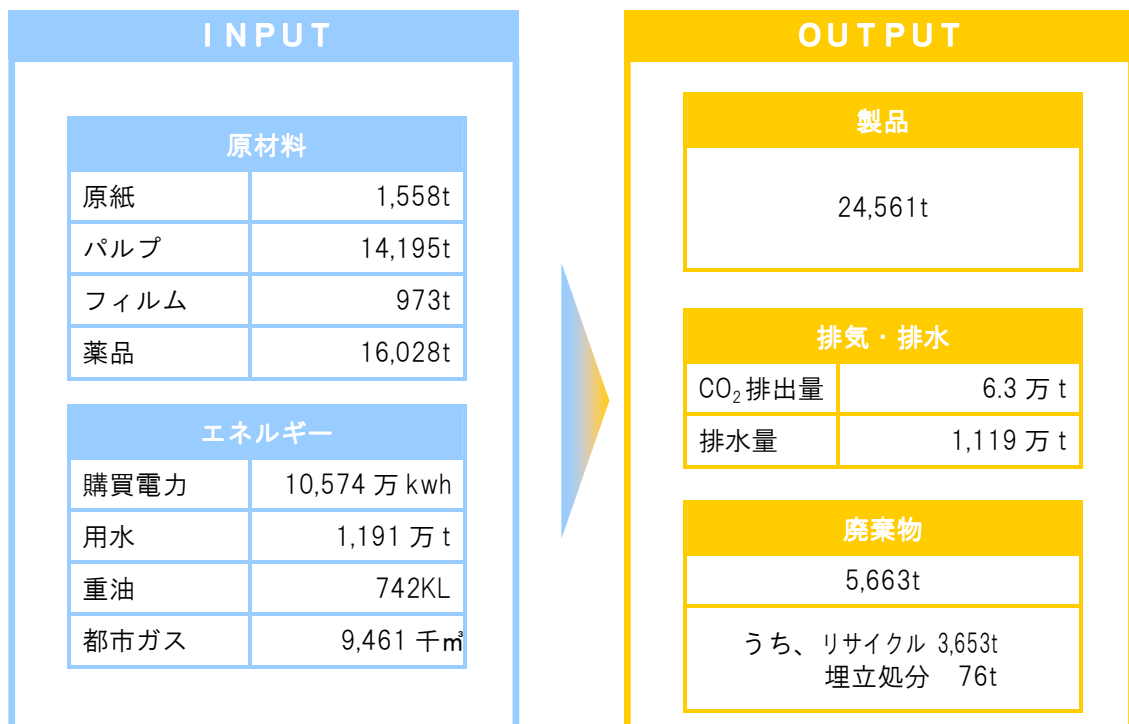 INPUT
原材料
原紙 1,558t
パルプ 14,195t
フィルム 973t
薬品 16,028t
エネルギー
購買電力 10,574 万 kwh
用水 1,191 万 t
重油 742KL
都市ガス 9,461 千㎥
OUTPUT
製品
24,561t
排気・排水
CO₂排出量 6.3 万 t
排水量 1,119 万 t
廃棄物
5,663t
うち、リサイクル 3,653t
埋立処分 76t